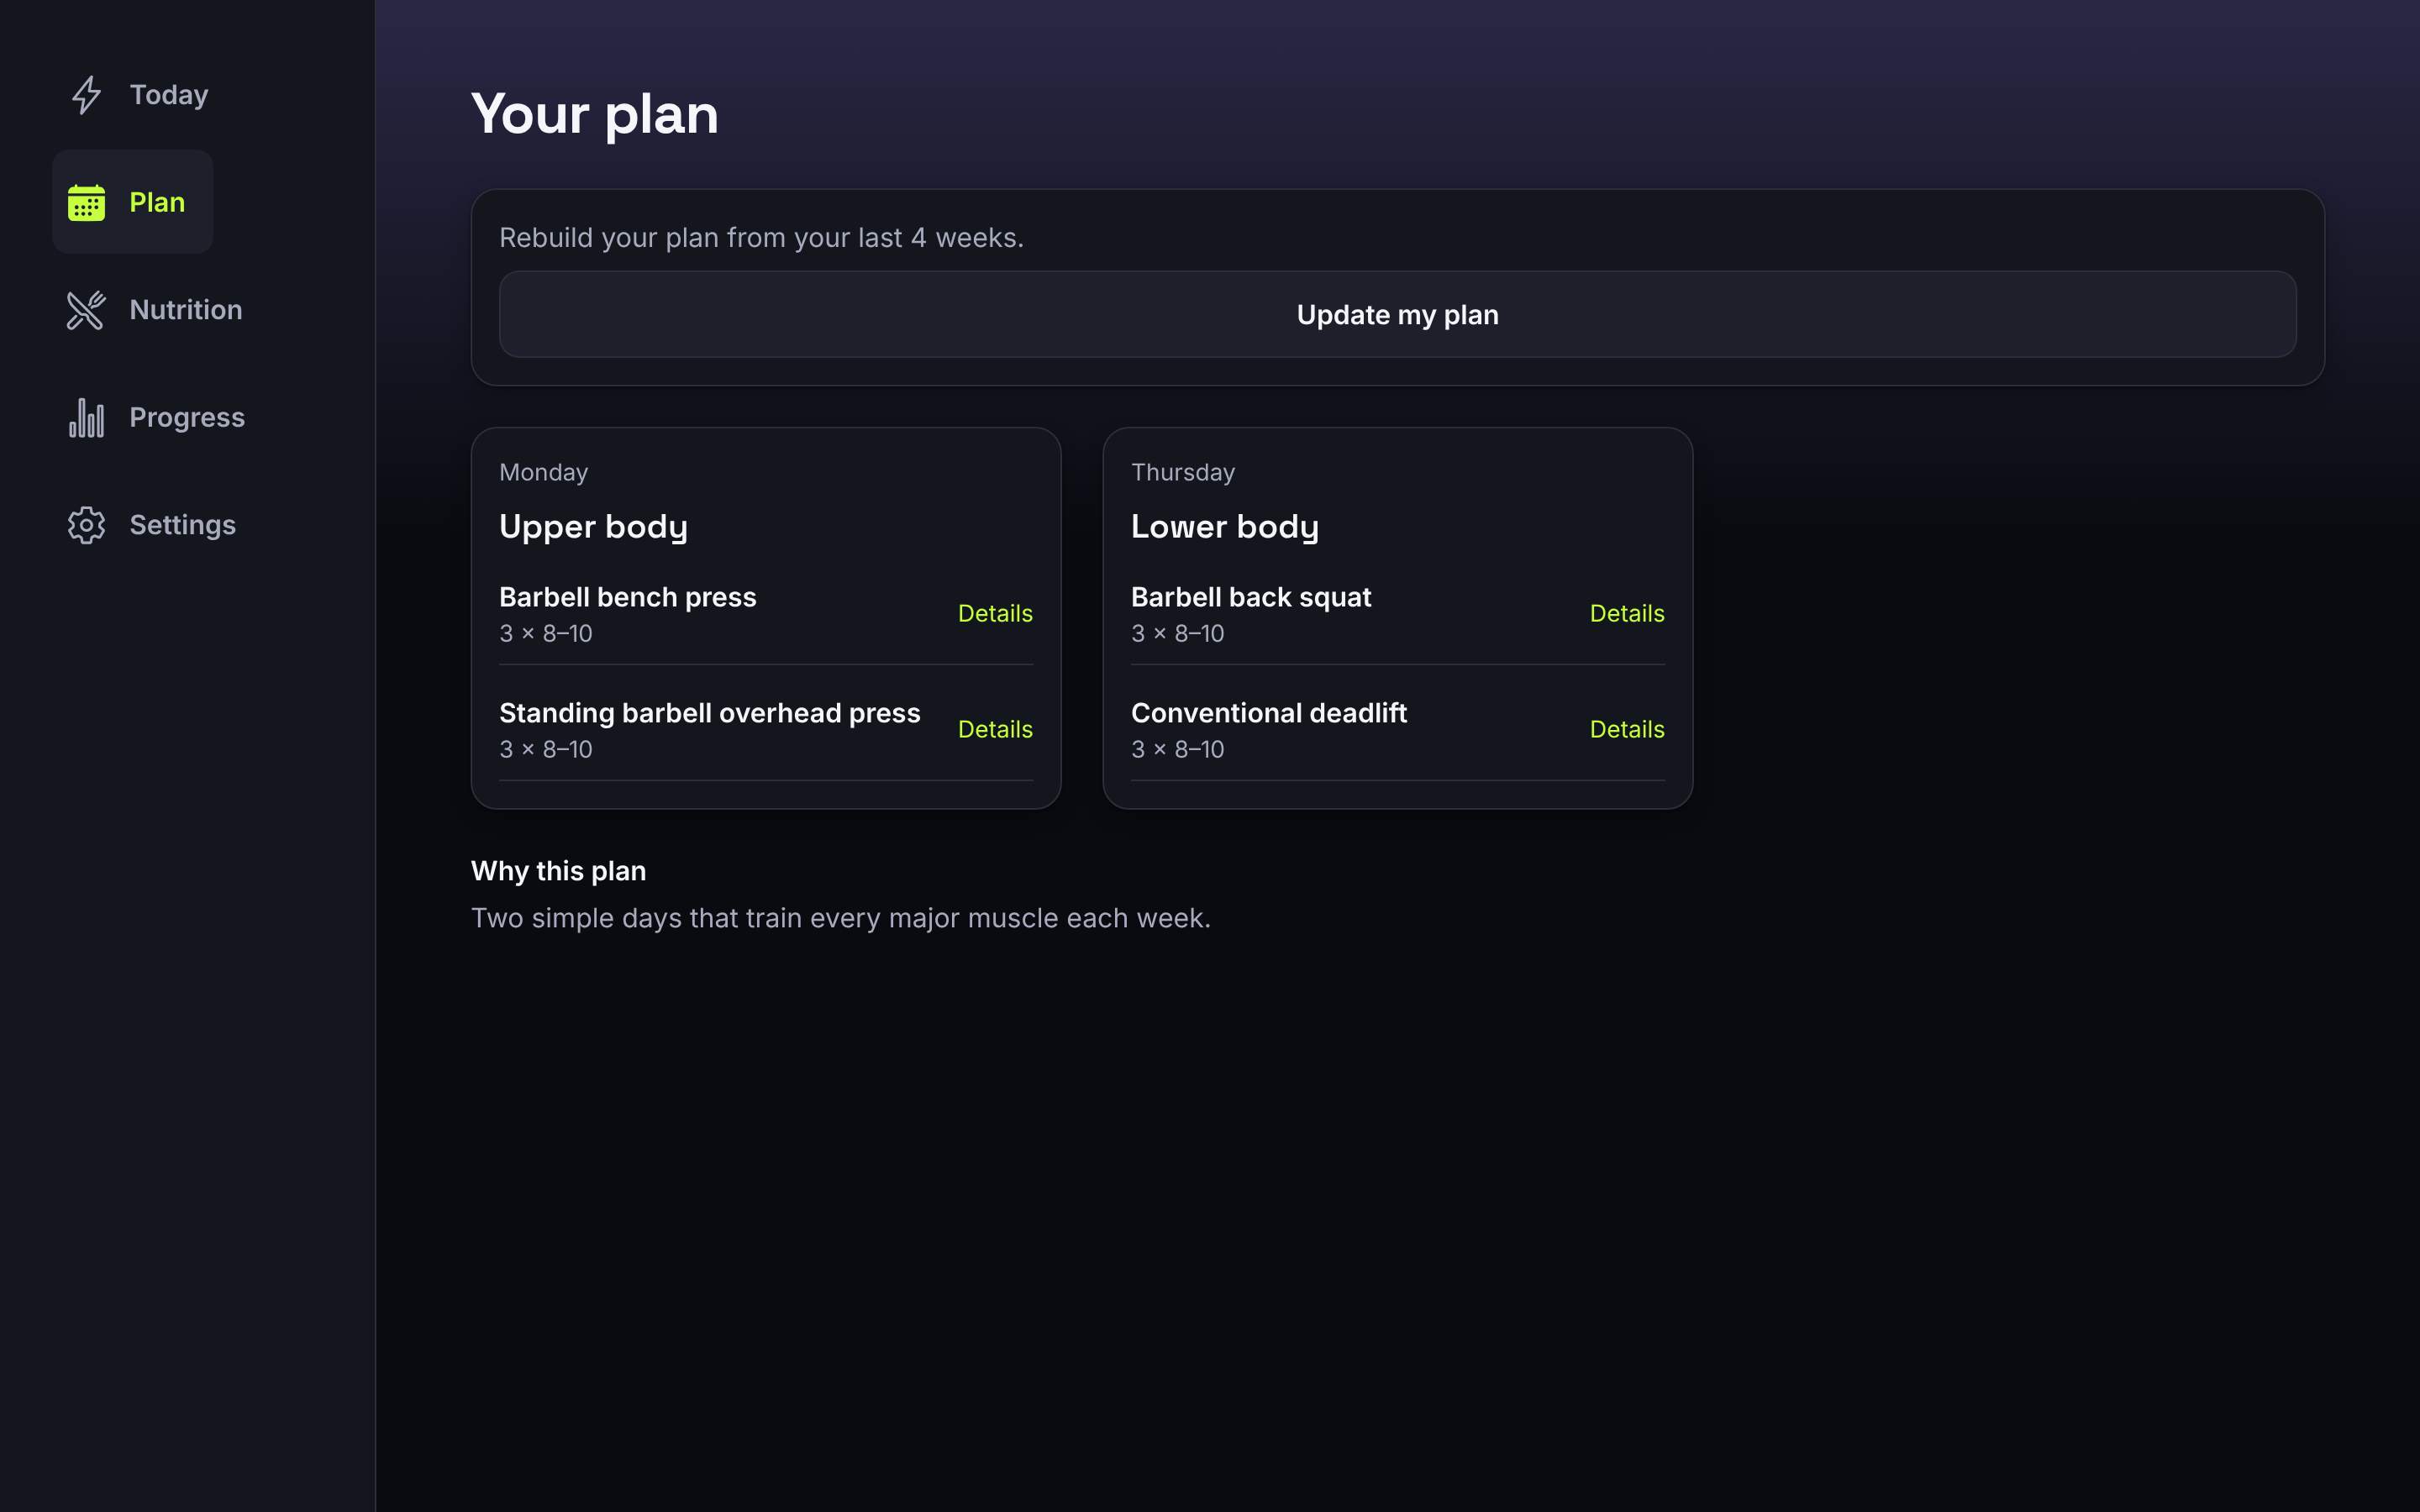 Today
Plan
Nutrition
Progress
Settings
Your plan
Rebuild your plan from your last 4 weeks.
Update my plan
Monday
Upper body
Barbell bench press
3 × 8–10
Details
Standing barbell overhead press
3 × 8–10
Details
Thursday
Lower body
Barbell back squat
3 × 8–10
Details
Conventional deadlift
3 × 8–10
Details
Why this plan
Two simple days that train every major muscle each week.